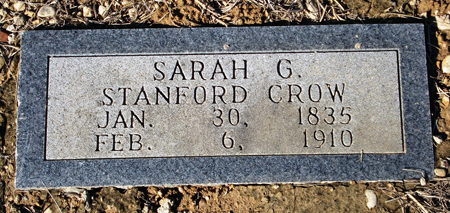 SARAH G.
STANFORD CROW
JAN. 30, 1835
FEB. 6, 1910